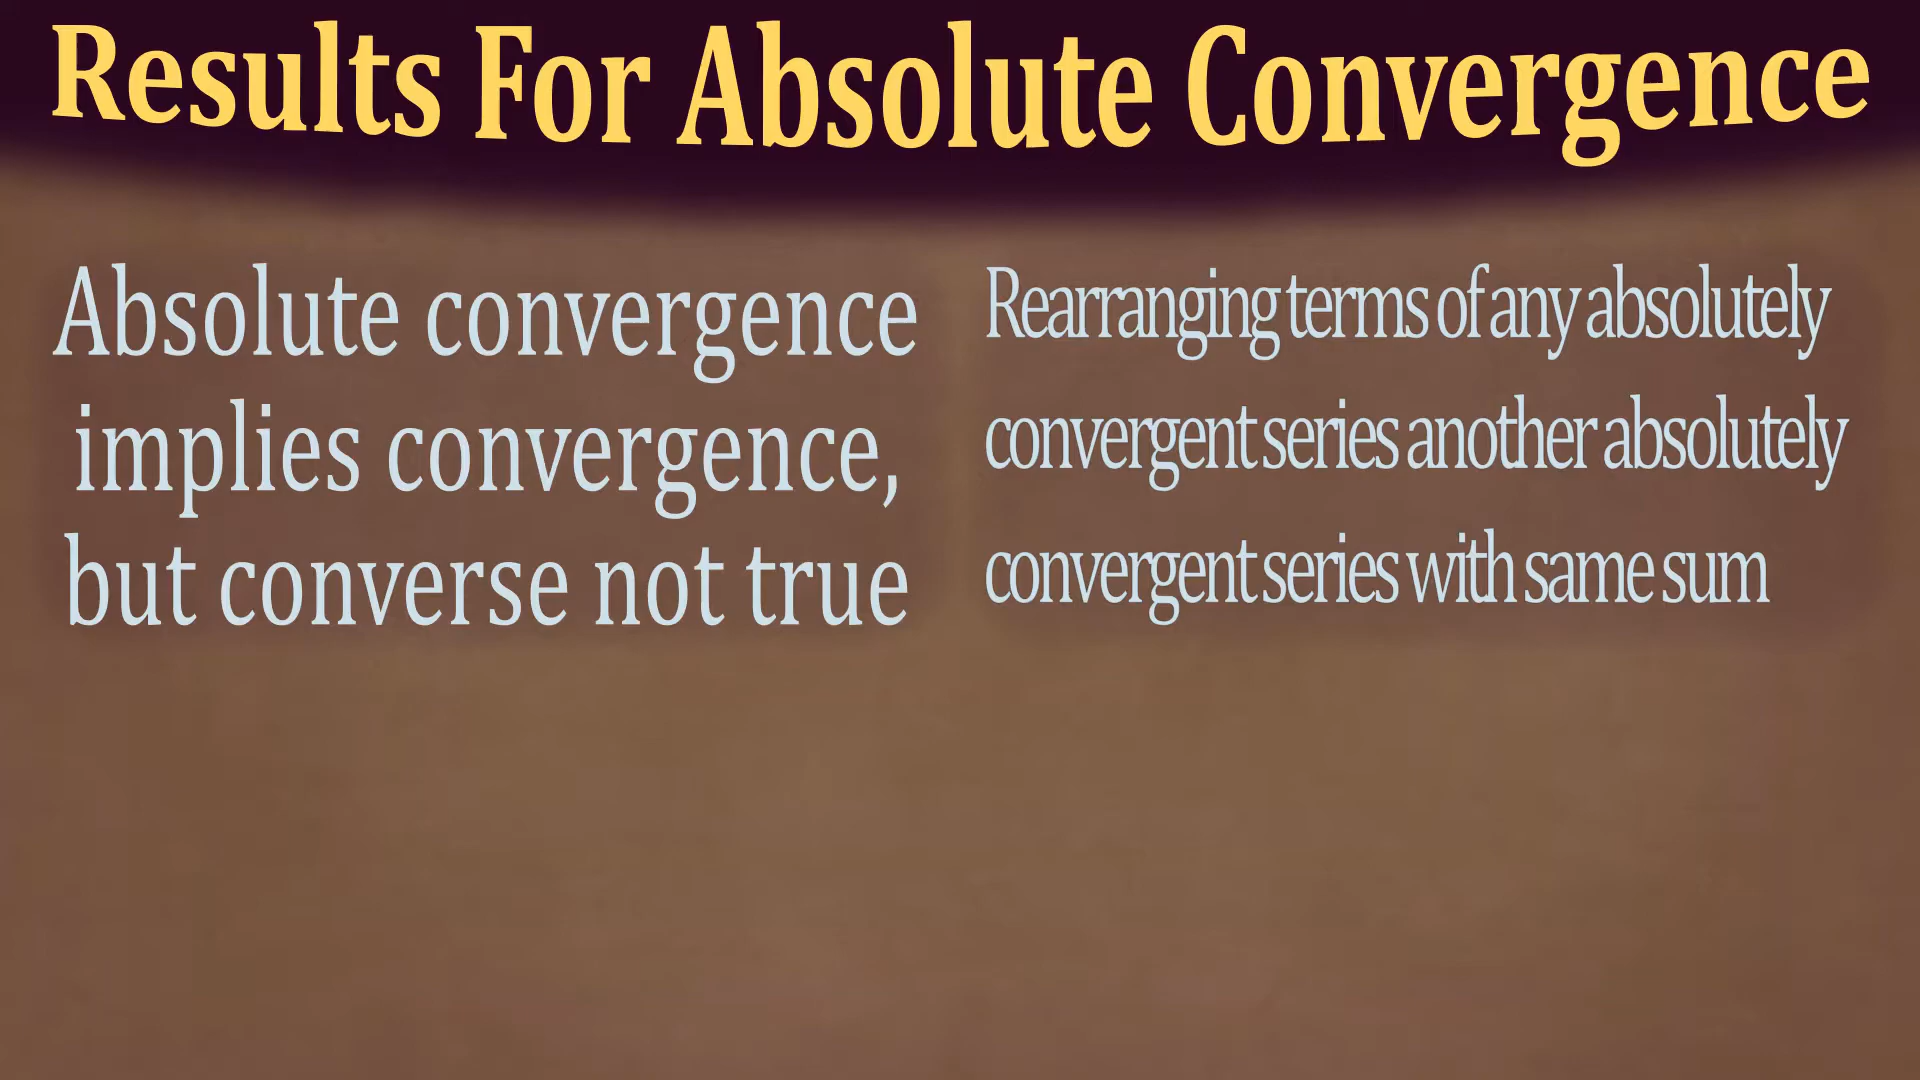 Results For Absolute Convergence
Absolute convergence
implies convergence,
but converse not true
Rearranging terms of any absolutely
convergent series another absolutely
convergent series with same sum